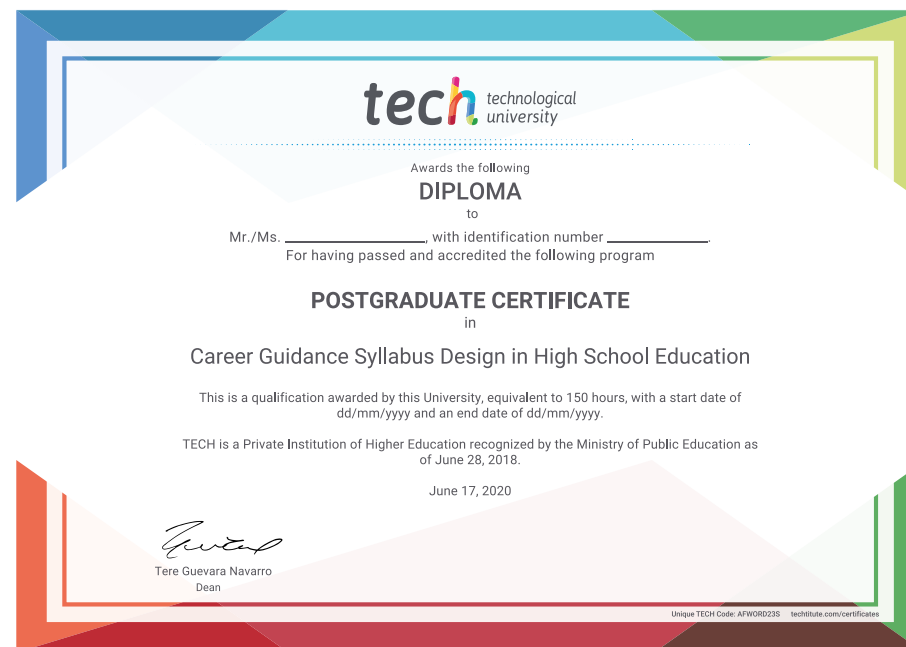 tech technological
university
Awards the following
DIPLOMA
to
Mr./Ms. ____________________, with identification number ______________.
For having passed and accredited the following program
POSTGRADUATE CERTIFICATE
in
Career Guidance Syllabus Design in High School Education
This is a qualification awarded by this University, equivalent to 150 hours, with a start date of
dd/mm/yyyy and an end date of dd/mm/yyyy.
TECH is a Private Institution of Higher Education recognized by the Ministry of Public Education as
of June 28, 2018.
June 17, 2020
Tere Guevara Navarro
Dean
Unique TECH Code: AFWORD23S techtitute.com/certificates